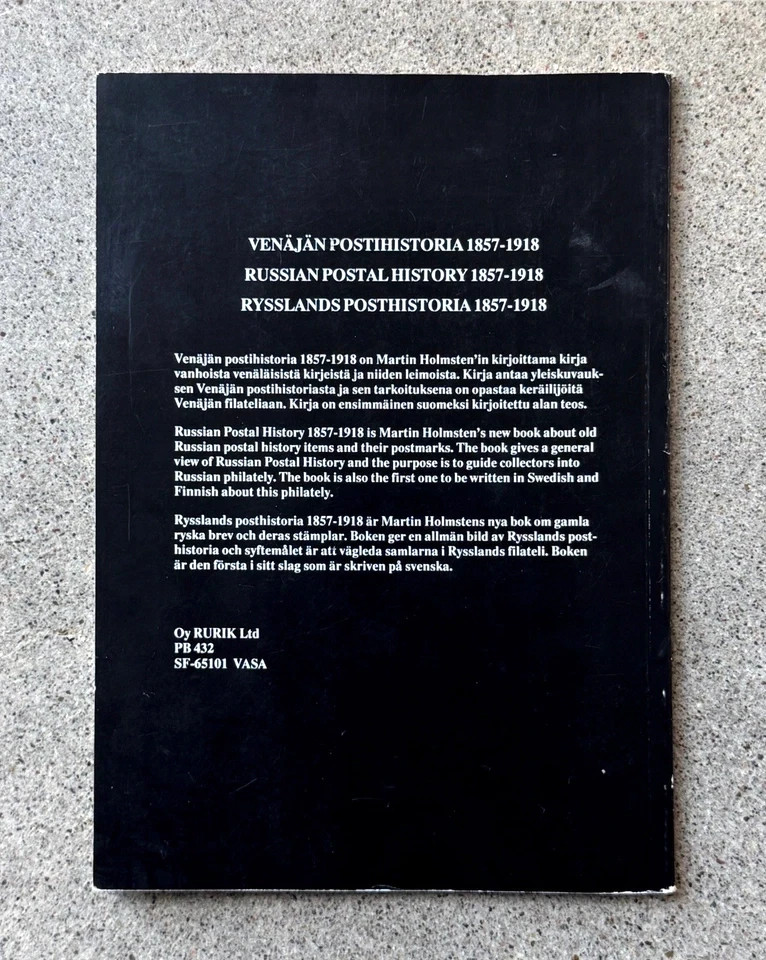 VENÄJÄN POSTIHISTORIA 1857-1918
RUSSIAN POSTAL HISTORY 1857-1918
RYSSLANDS POSTHISTORIA 1857-1918
Venäjän postihistoria 1857-1918 on Martin Holmsten'in kirjoittama kirja
vanhoista venäläisistä kirjeistä ja niiden leimoista. Kirja antaa yleiskuvauk-
sen Venäjän postihistoriasta ja sen tarkoituksena on opastaa keräilijöitä
Venäjän filateliaan. Kirja on ensimmäinen suomeksi kirjoitettu alan teos.
Russian Postal History 1857-1918 is Martin Holmsten's new book about old
Russian postal history items and their postmarks. The book gives a general
view of Russian Postal History and the purpose is to guide collectors into
Russian philately. The book is also the first one to be written in Swedish and
Finnish about this philately.
Rysslands posthistoria 1857-1918 är Martin Holmstens nya bok om gamla
ryska brev och deras stämplar. Boken ger en allmän bild av Rysslands post-
historia och syftemålet är att vägleda samlarna i Rysslands filateli. Boken
är den första i sitt slag som är skriven på svenska.
Oy RURIK Ltd
PB 432
SF-65101 VASA